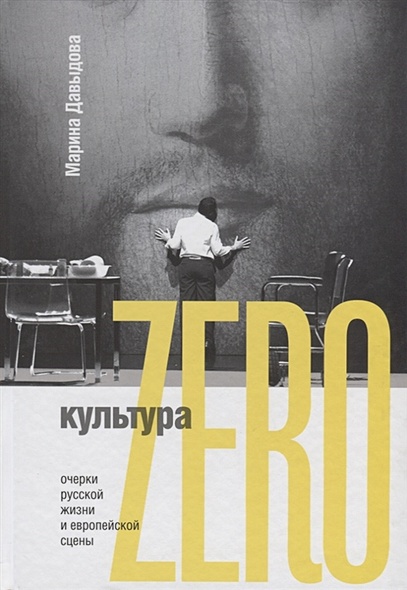 Марина Давыдова
культура
ZERO
очерки
русской
жизни
и европейской
сцены